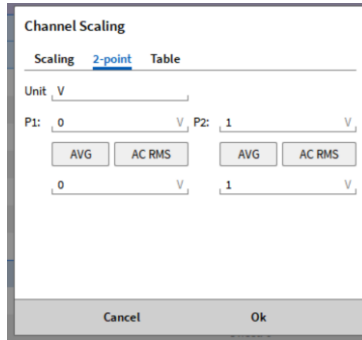 Channel Scaling
Scaling 2-point Table
Unit V
P1: 0 V P2: 1 V
AVG AC RMS AVG AC RMS
0 V 1 V
Cancel Ok